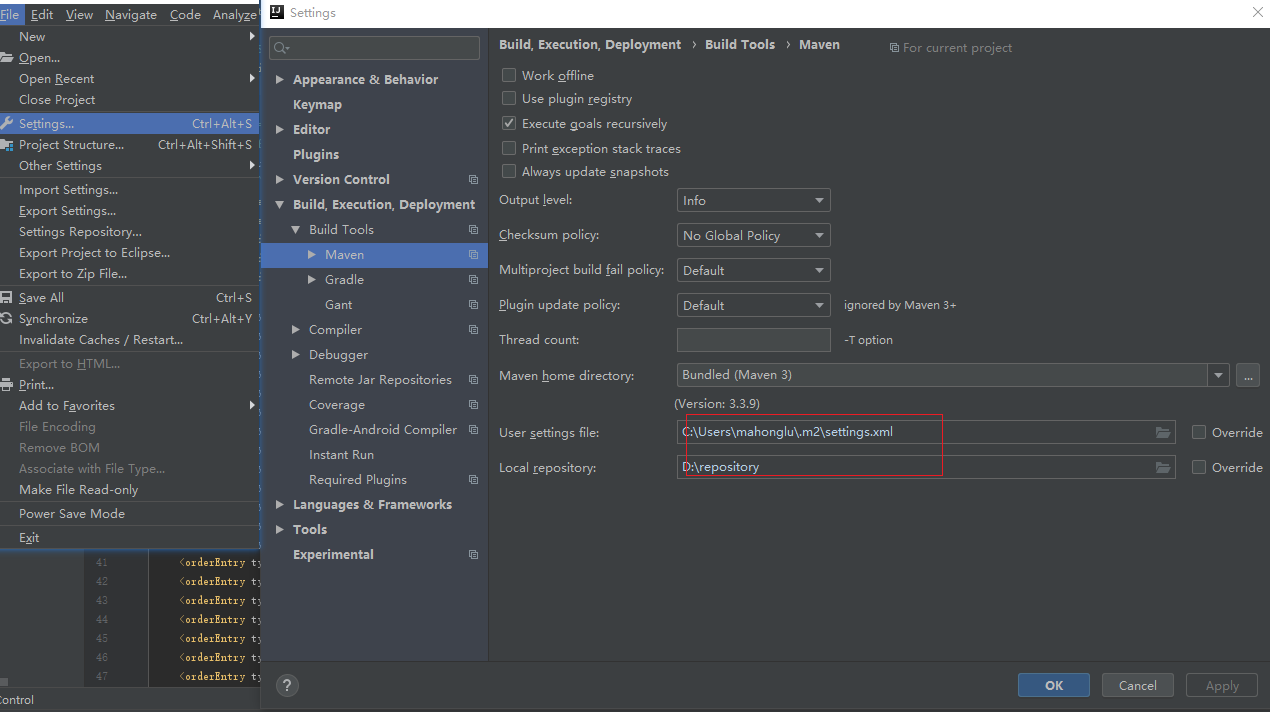 File Edit View Navigate Code Analyze
New
Open...
Open Recent
Close Project
Settings... Ctrl+Alt+S
Project Structure... Ctrl+Alt+Shift+S
Other Settings
Import Settings...
Export Settings...
Settings Repository...
Export Project to Eclipse...
Export to Zip File...
Save All Ctrl+S
Synchronize Ctrl+Alt+Y
Invalidate Caches / Restart...
Export to HTML...
Print...
Add to Favorites
File Encoding
Remove BOM
Associate with File Type...
Make File Read-only
Power Save Mode
Exit
41 <orderEntry ty
42 <orderEntry ty
43 <orderEntry ty
44 <orderEntry ty
45 <orderEntry ty
46 <orderEntry ty
47 <orderEntry ty
Control
Settings
Appearance & Behavior
Keymap
Editor
Plugins
Version Control
Build, Execution, Deployment
Build Tools
Maven
Gradle
Gant
Compiler
Debugger
Remote Jar Repositories
Coverage
Gradle-Android Compiler
Instant Run
Required Plugins
Languages & Frameworks
Tools
Experimental
Build, Execution, Deployment › Build Tools › Maven For current project
Work offline
Use plugin registry
Execute goals recursively
Print exception stack traces
Always update snapshots
Output level: Info
Checksum policy: No Global Policy
Multiproject build fail policy: Default
Plugin update policy: Default ignored by Maven 3+
Thread count: -T option
Maven home directory: Bundled (Maven 3) ...
(Version: 3.3.9)
User settings file: C:\Users\mahonglu\.m2\settings.xml Override
Local repository: D:\repository Override
? OK Cancel Apply